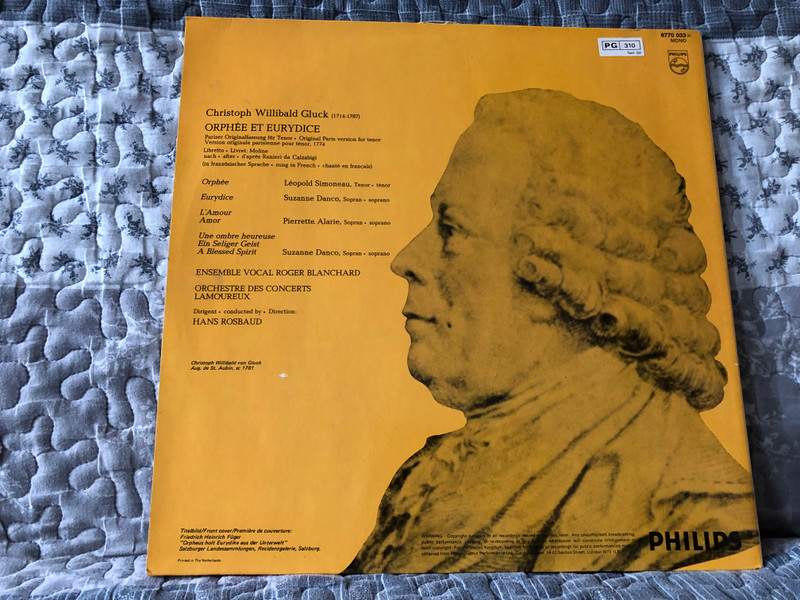 6770 033
MONO
PG 310
PHILIPS
Christoph Willibald Gluck (1714-1787)
ORPHÉE ET EURYDICE
Pariser Originalfassung für Tenor • Original Paris version for tenor
Version originale parisienne pour ténor, 1774
Libretto • Livret: Moline
nach • after • d'après Ranieri da Calzabigi
(in französischer Sprache • sung in French • chanté en français)
Orphée Léopold Simoneau, Tenor • ténor
Eurydice Suzanne Danco, Sopran • soprano
L'Amour
Amor Pierrette Alarie, Sopran • soprano
Une ombre heureuse
Ein Seliger Geist
A Blessed Spirit Suzanne Danco, Sopran • soprano
ENSEMBLE VOCAL ROGER BLANCHARD
ORCHESTRE DES CONCERTS
LAMOUREUX
Dirigent • conducted by • Direction:
HANS ROSBAUD
Christoph Willibald von Gluck
Aug. de St. Aubin, st 1781
Titelbild/Front cover/Première de couverture:
Friedrich Heinrich Füger
"Orpheus holt Eurydike aus der Unterwelt"
Salzburger Landessammlungen, Residenzgalerie, Salzburg.
Printed in The Netherlands
WARNING: Copyright
PHILIPS